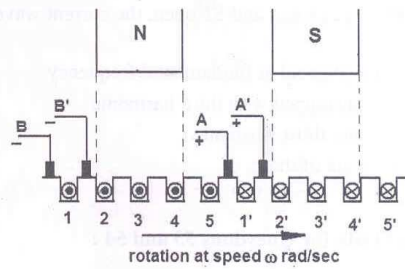 N S
B B' A A'
− − + +
1 2 3 4 5 1' 2' 3' 4' 5'
rotation at speed ω rad/sec